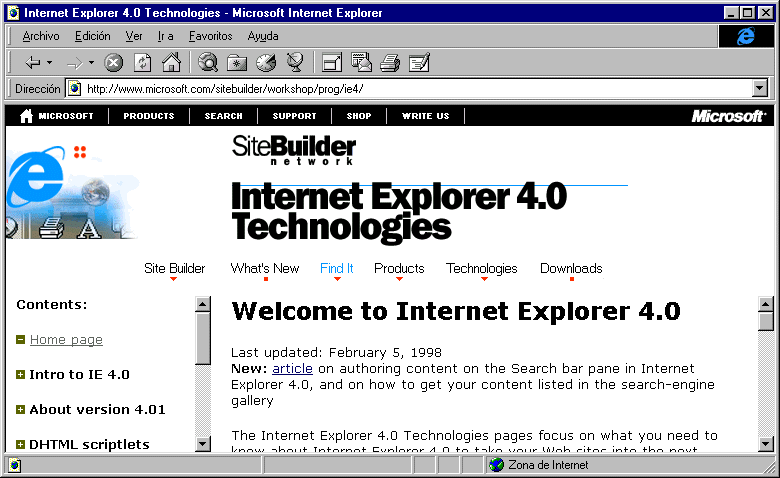 Internet Explorer 4.0 Technologies - Microsoft Internet Explorer
Archivo Edición Ver Ir a Favoritos Ayuda
Dirección http://www.microsoft.com/sitebuilder/workshop/prog/ie4/
MICROSOFT PRODUCTS SEARCH SUPPORT SHOP WRITE US Microsoft
SiteBuilder
network
Internet Explorer 4.0
Technologies
Site Builder What's New Find It Products Technologies Downloads
Contents:
Home page
Intro to IE 4.0
About version 4.01
DHTML scriptlets
Welcome to Internet Explorer 4.0
Last updated: February 5, 1998
New: article on authoring content on the Search bar pane in Internet
Explorer 4.0, and on how to get your content listed in the search-engine
gallery
The Internet Explorer 4.0 Technologies pages focus on what you need to
know about Internet Explorer 4.0 to take your Web sites into the next
Zona de Internet